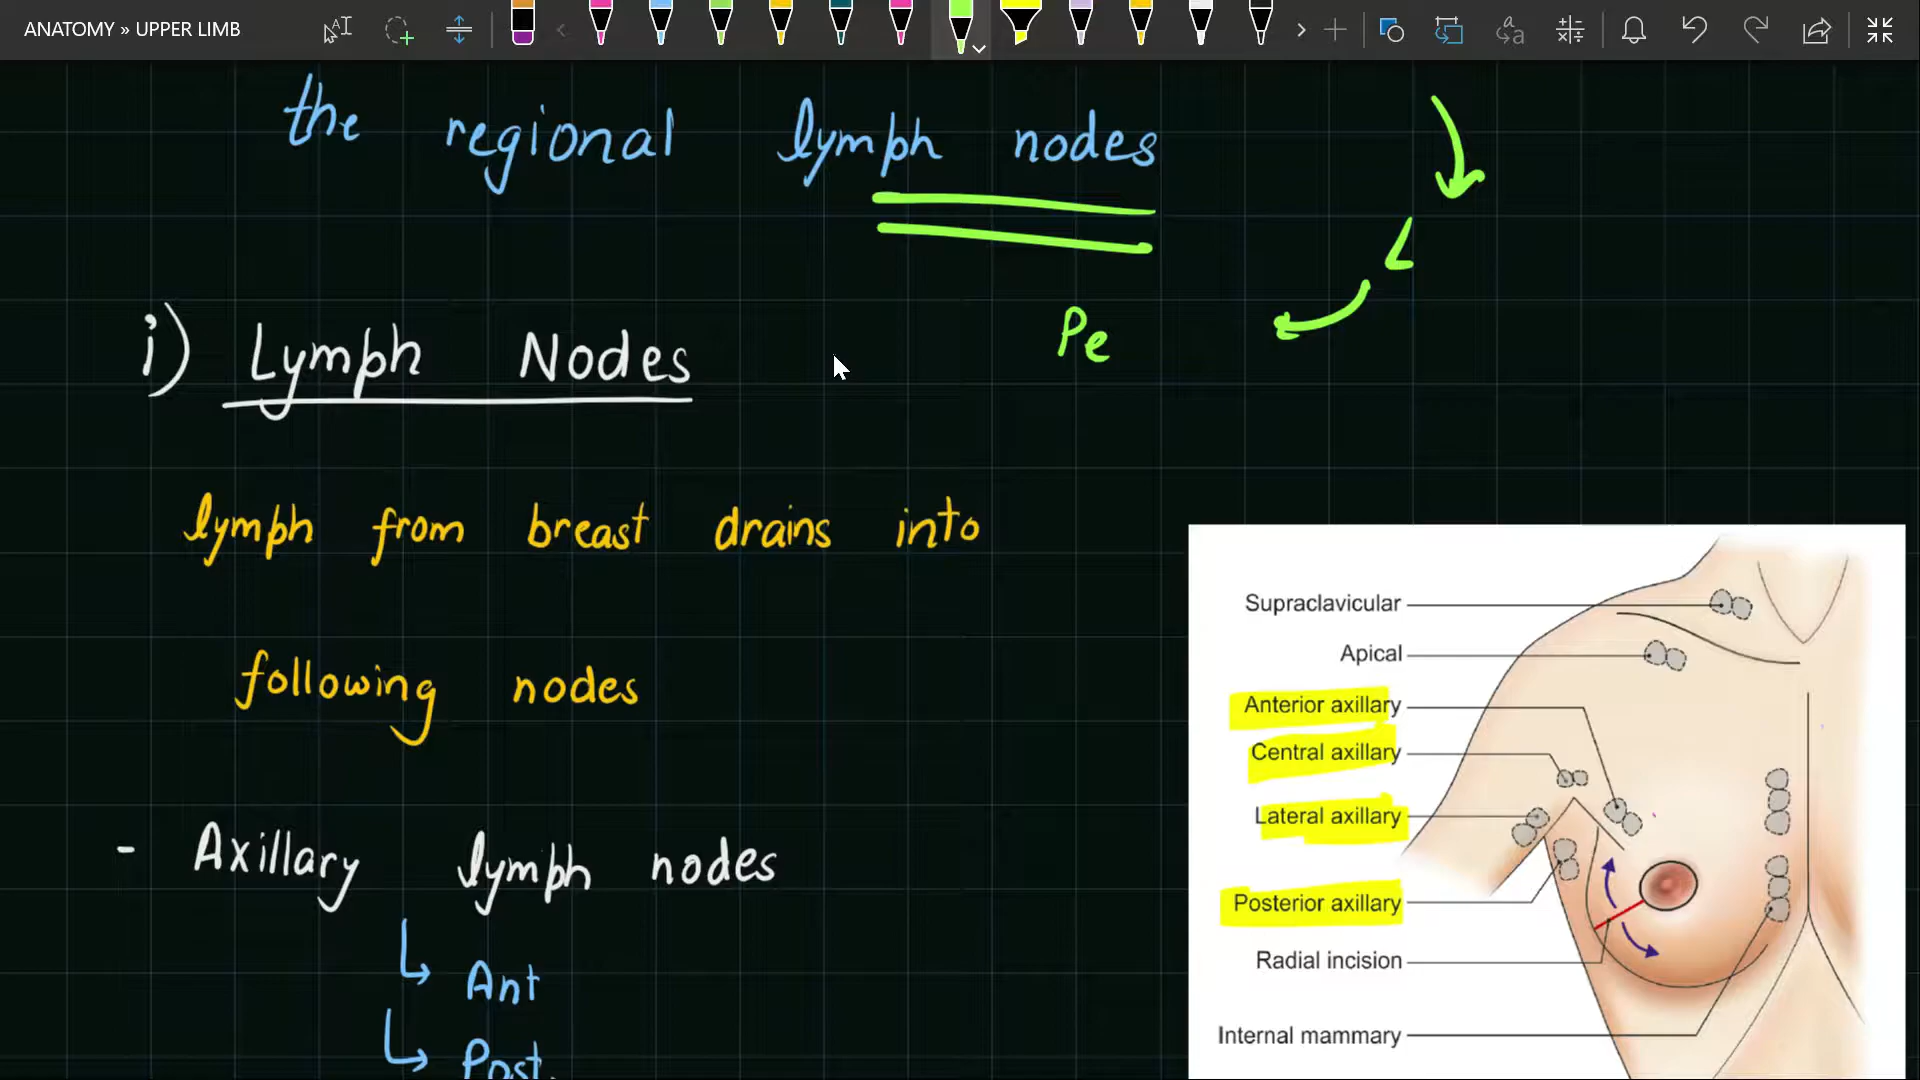 ANATOMY » UPPER LIMB
the regional lymph nodes
L
Pe
i) Lymph Nodes
lymph from breast drains into
following nodes
- Axillary lymph nodes
Ant
Post.
Supraclavicular
Apical
Anterior axillary
Central axillary
Lateral axillary
Posterior axillary
Radial incision
Internal mammary